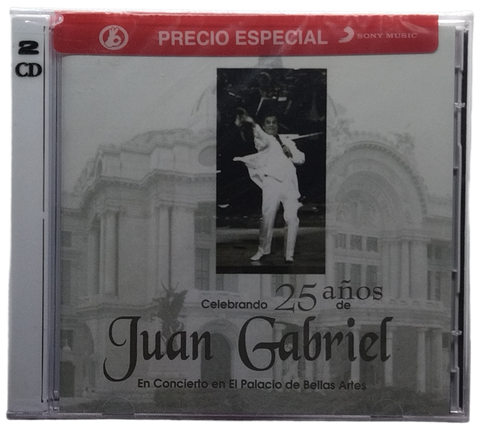 2
CD
PRECIO ESPECIAL SONY MUSIC
Celebrando 25 años de
Juan Gabriel
En Concierto en El Palacio de Bellas Artes